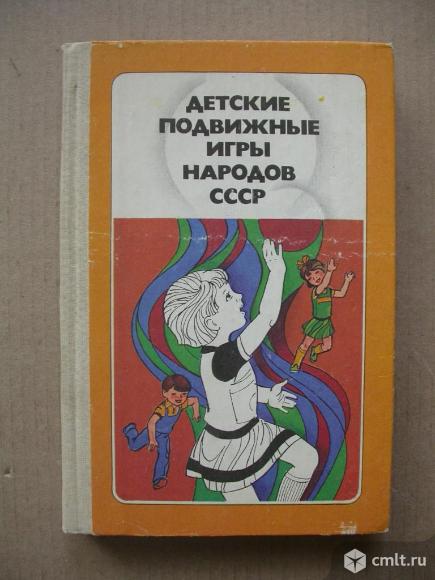 ДЕТСКИЕ
ПОДВИЖНЫЕ
ИГРЫ
НАРОДОВ
СССР
cmlt.ru